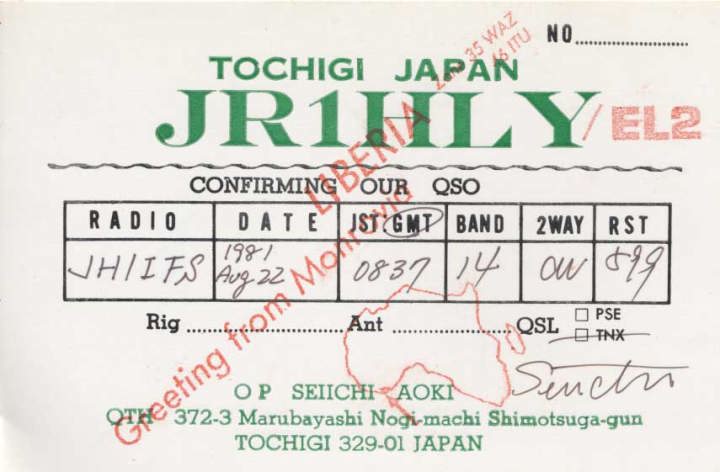 NO.
Zone 35 WAZ
46 ITU
TOCHIGI JAPAN
JR1HLY/EL2
LIBERIA
Greeting from Monrovia
CONFIRMING OUR QSO
RADIO DATE JST·GMT BAND 2WAY RST
JH1IFS 1981 Aug 22 0837 14 CW 599
Rig Ant QSL □ PSE
□ TNX
Seiichi
OP SEIICHI AOKI
QTH 372-3 Marubayashi Nogi-machi Shimotsuga-gun
TOCHIGI 329-01 JAPAN